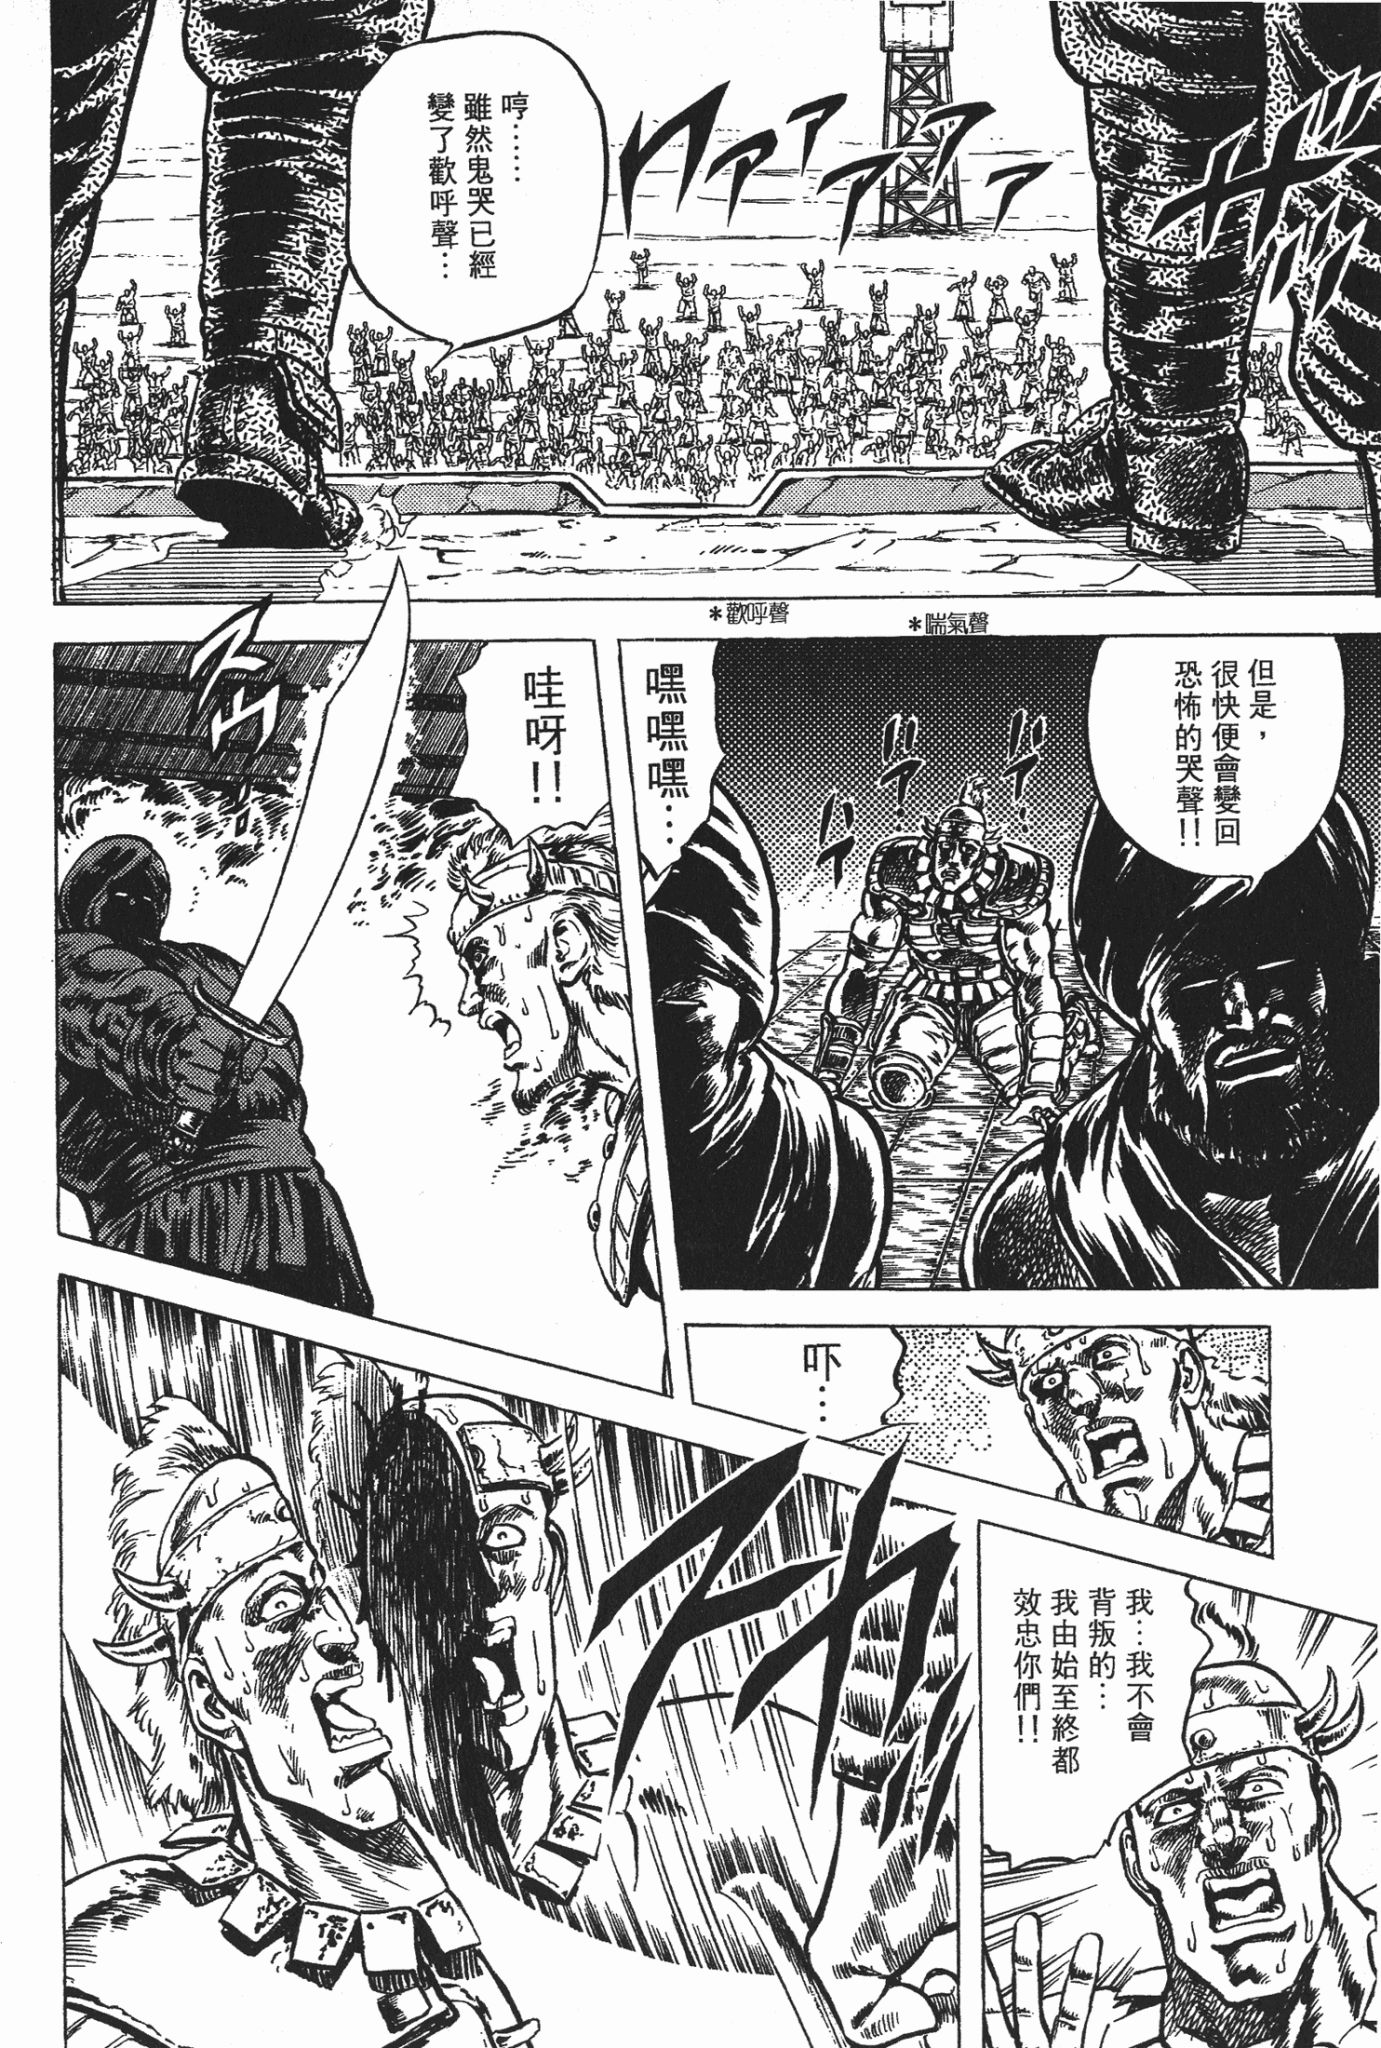 哼……
雖然鬼哭已經
變了歡呼聲…
ワァァァァァ
ザッ
*歡呼聲
*喘氣聲
但是，
很快便會變回
恐怖的哭聲!!
嘿嘿嘿…
哇呀!!
吓…
我…我不會
背叛的…
我由始至終都
效忠你們!!